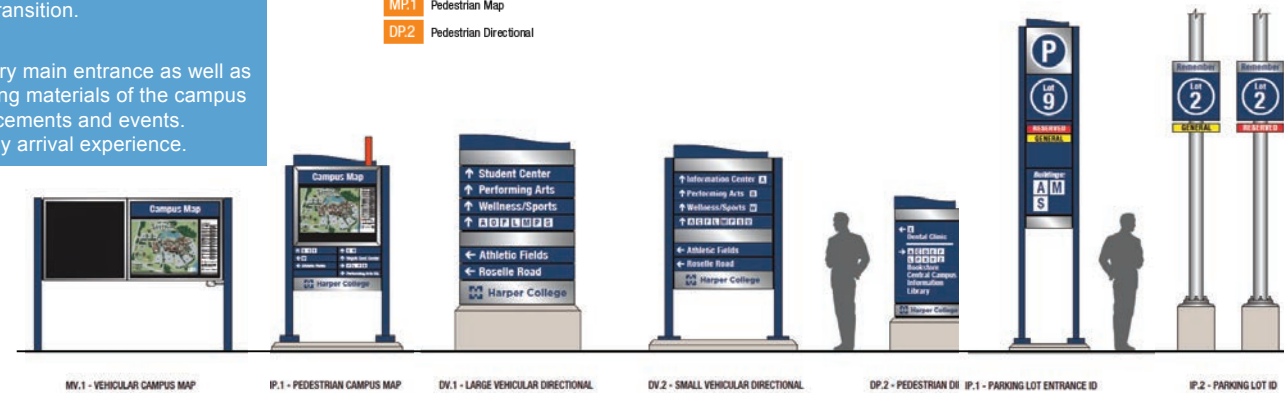 ransition.
ry main entrance as well as
ng materials of the campus
cements and events.
y arrival experience.
MP.1 Pedestrian Map
DP.2 Pedestrian Directional
Campus Map
Campus Map
Harper College
↑ Student Center
↑ Performing Arts
↑ Wellness/Sports
← Athletic Fields
← Roselle Road
Harper College
↑ Information Center A
↑ Performing Arts
↑ Wellness/Sports
← Athletic Fields
← Roselle Road
Harper College
Dental Clinic
Bookstore
Central Campus
Information
Library
Harper College
P
Lot
9
RESERVED
GENERAL
Buildings:
A M
S
Remember
Lot
2
GENERAL
Remember
Lot
2
RESERVED
MV.1 - VEHICULAR CAMPUS MAP
IP.1 - PEDESTRIAN CAMPUS MAP
DV.1 - LARGE VEHICULAR DIRECTIONAL
DV.2 - SMALL VEHICULAR DIRECTIONAL
DP.2 - PEDESTRIAN DI
IP.1 - PARKING LOT ENTRANCE ID
IP.2 - PARKING LOT ID